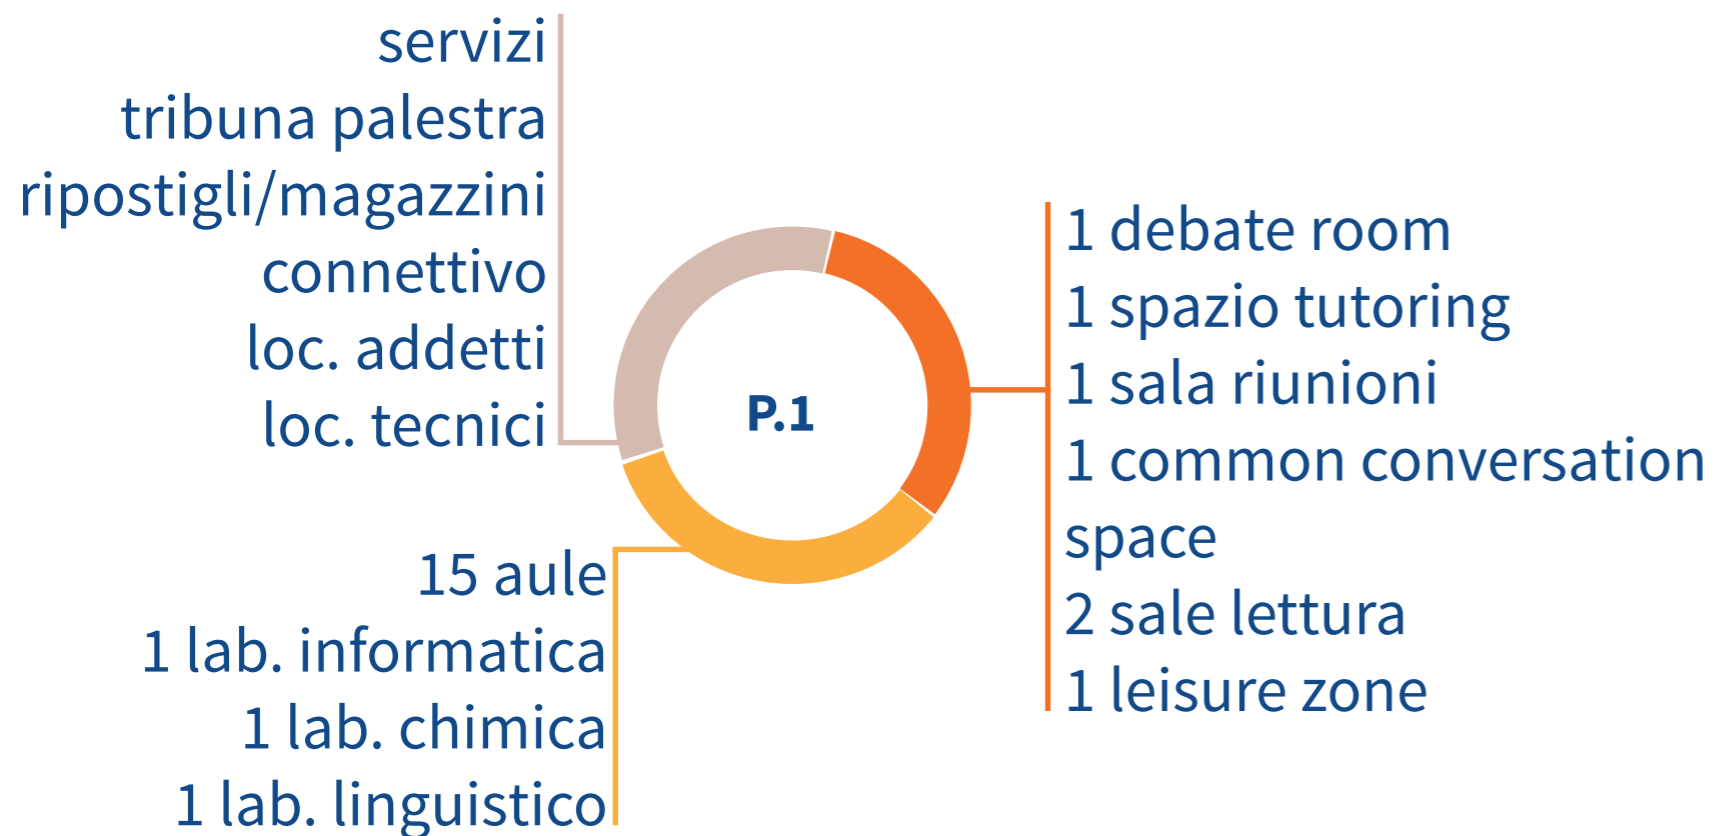 servizi
tribuna palestra
ripostigli/magazzini
connettivo
loc. addetti
loc. tecnici
P.1
1 debate room
1 spazio tutoring
1 sala riunioni
1 common conversation
space
2 sale lettura
1 leisure zone
15 aule
1 lab. informatica
1 lab. chimica
1 lab. linguistico